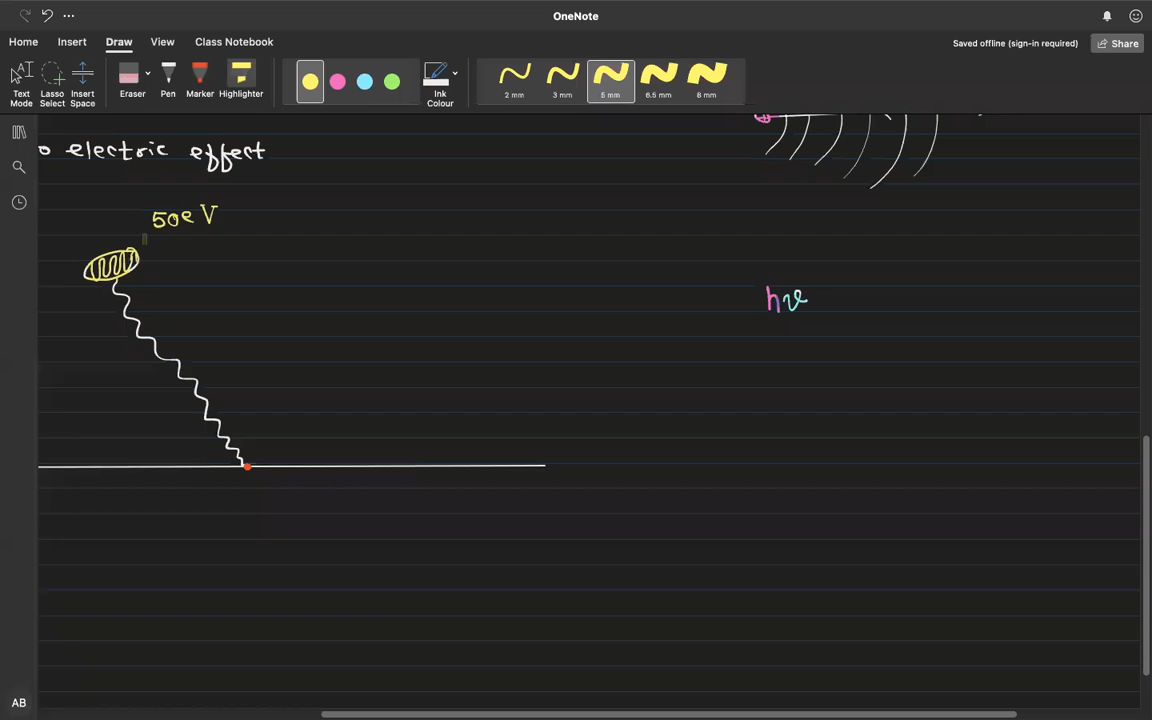 OneNote
Home Insert Draw View Class Notebook
Saved offline (sign-in required) Share
Text Mode
Lasso Select
Insert Space
Eraser
Pen
Marker
Highlighter
Ink Colour
2 mm
3 mm
5 mm
6.5 mm
8 mm
o electric effect
50eV
hν
AB